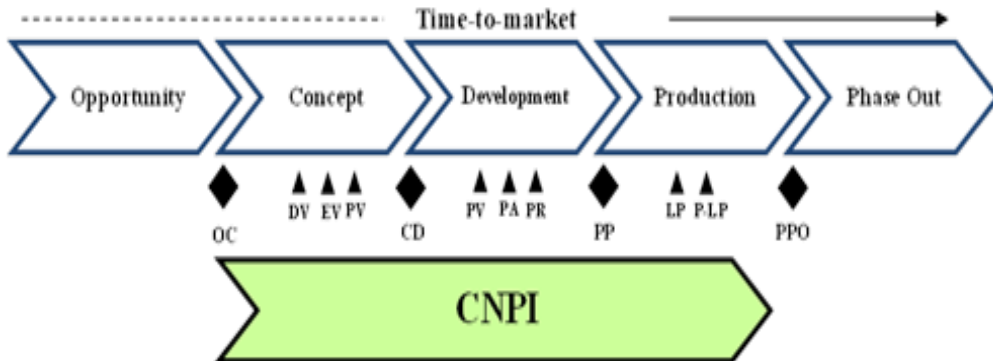 Time-to-market
Opportunity Concept Development Production Phase Out
DV EV PV PV PA PR LP P-LP
OC CD PP PPO
CNPI